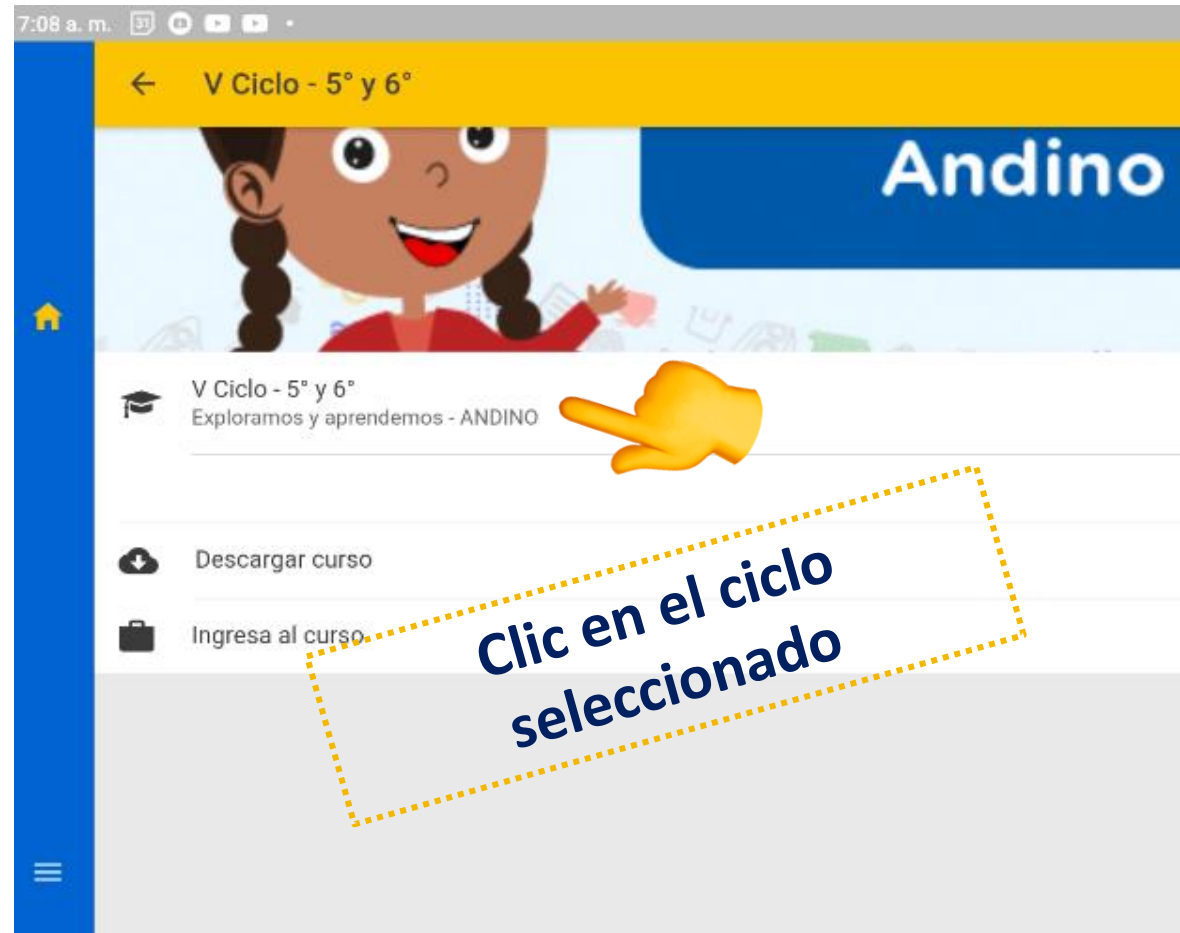 7:08 a. m. 31
V Ciclo - 5° y 6°
Andino
V Ciclo - 5° y 6°
Exploramos y aprendemos - ANDINO
Descargar curso
Ingresa al curso
Clic en el ciclo
seleccionado